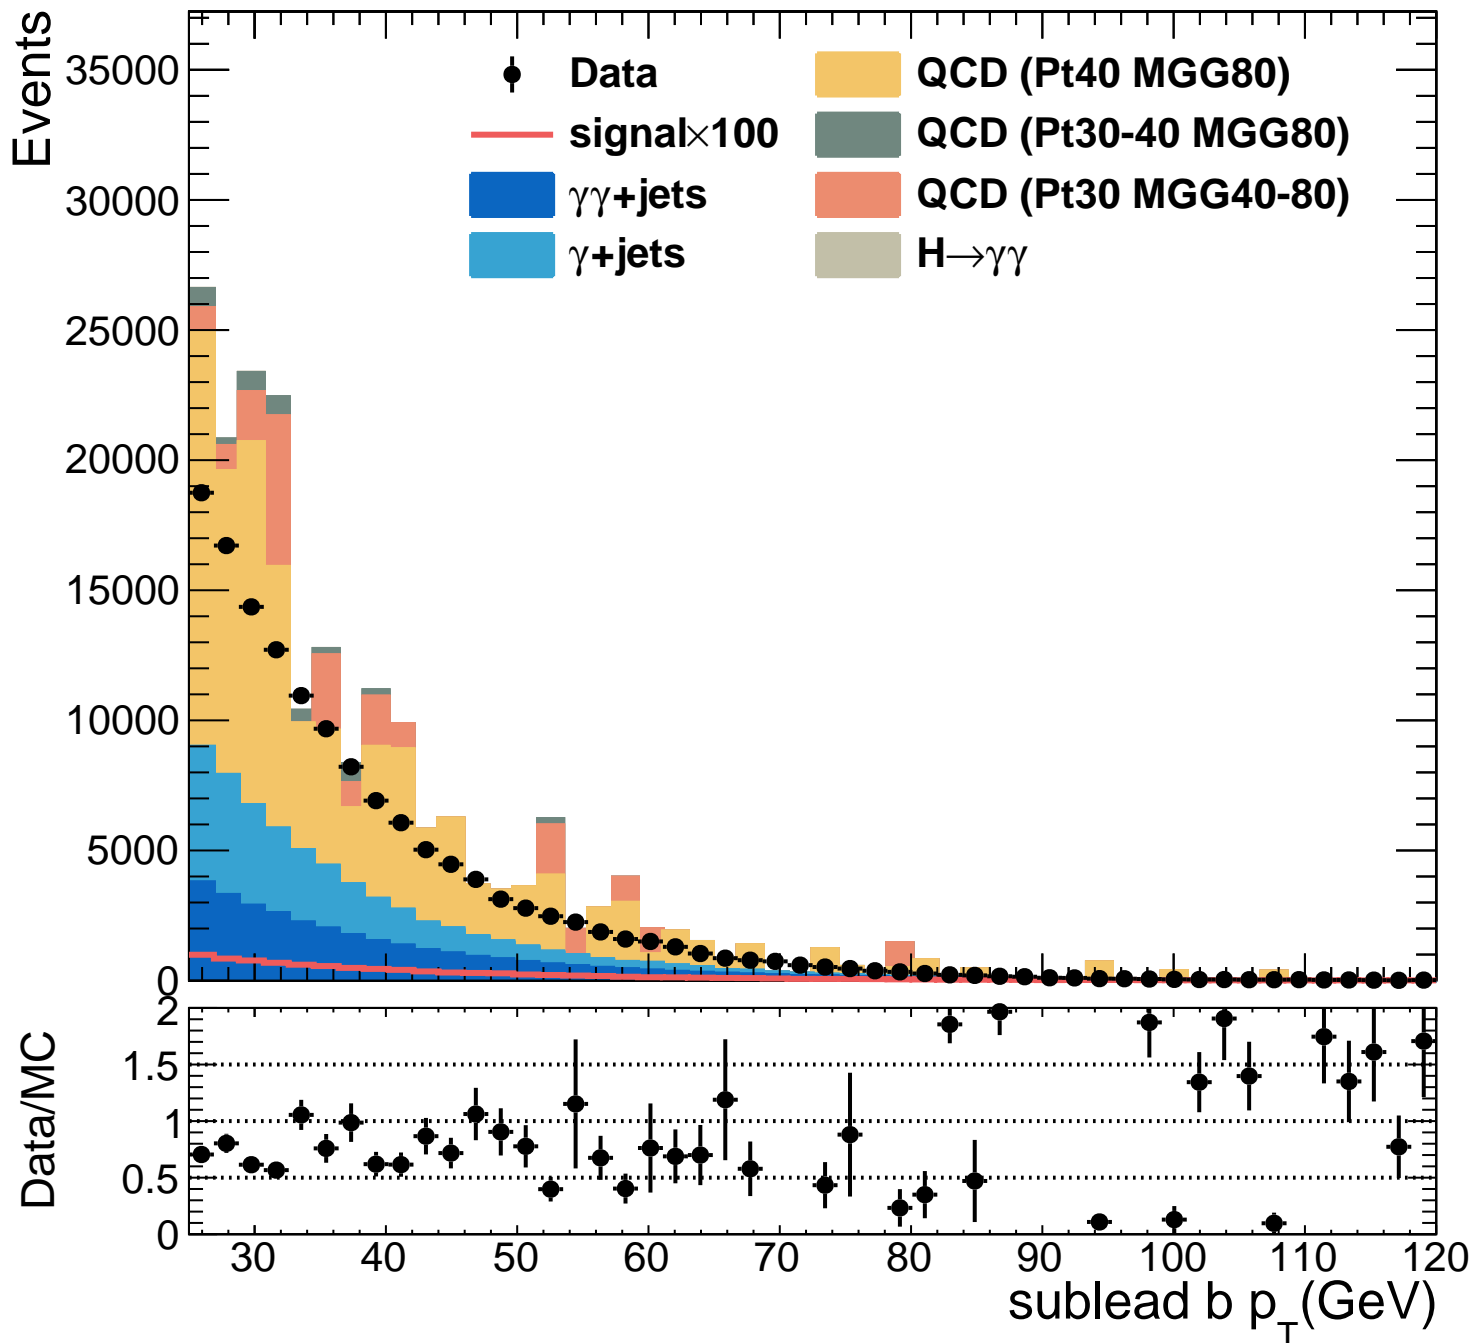 Events
35000
30000
25000
20000
15000
10000
5000
0
Data
signal×100
γγ+jets
γ+jets
QCD (Pt40 MGG80)
QCD (Pt30-40 MGG80)
QCD (Pt30 MGG40-80)
H→γγ
Data/MC
2
1.5
1
0.5
0
30 40 50 60 70 80 90 100 110 120
sublead b p_T(GeV)